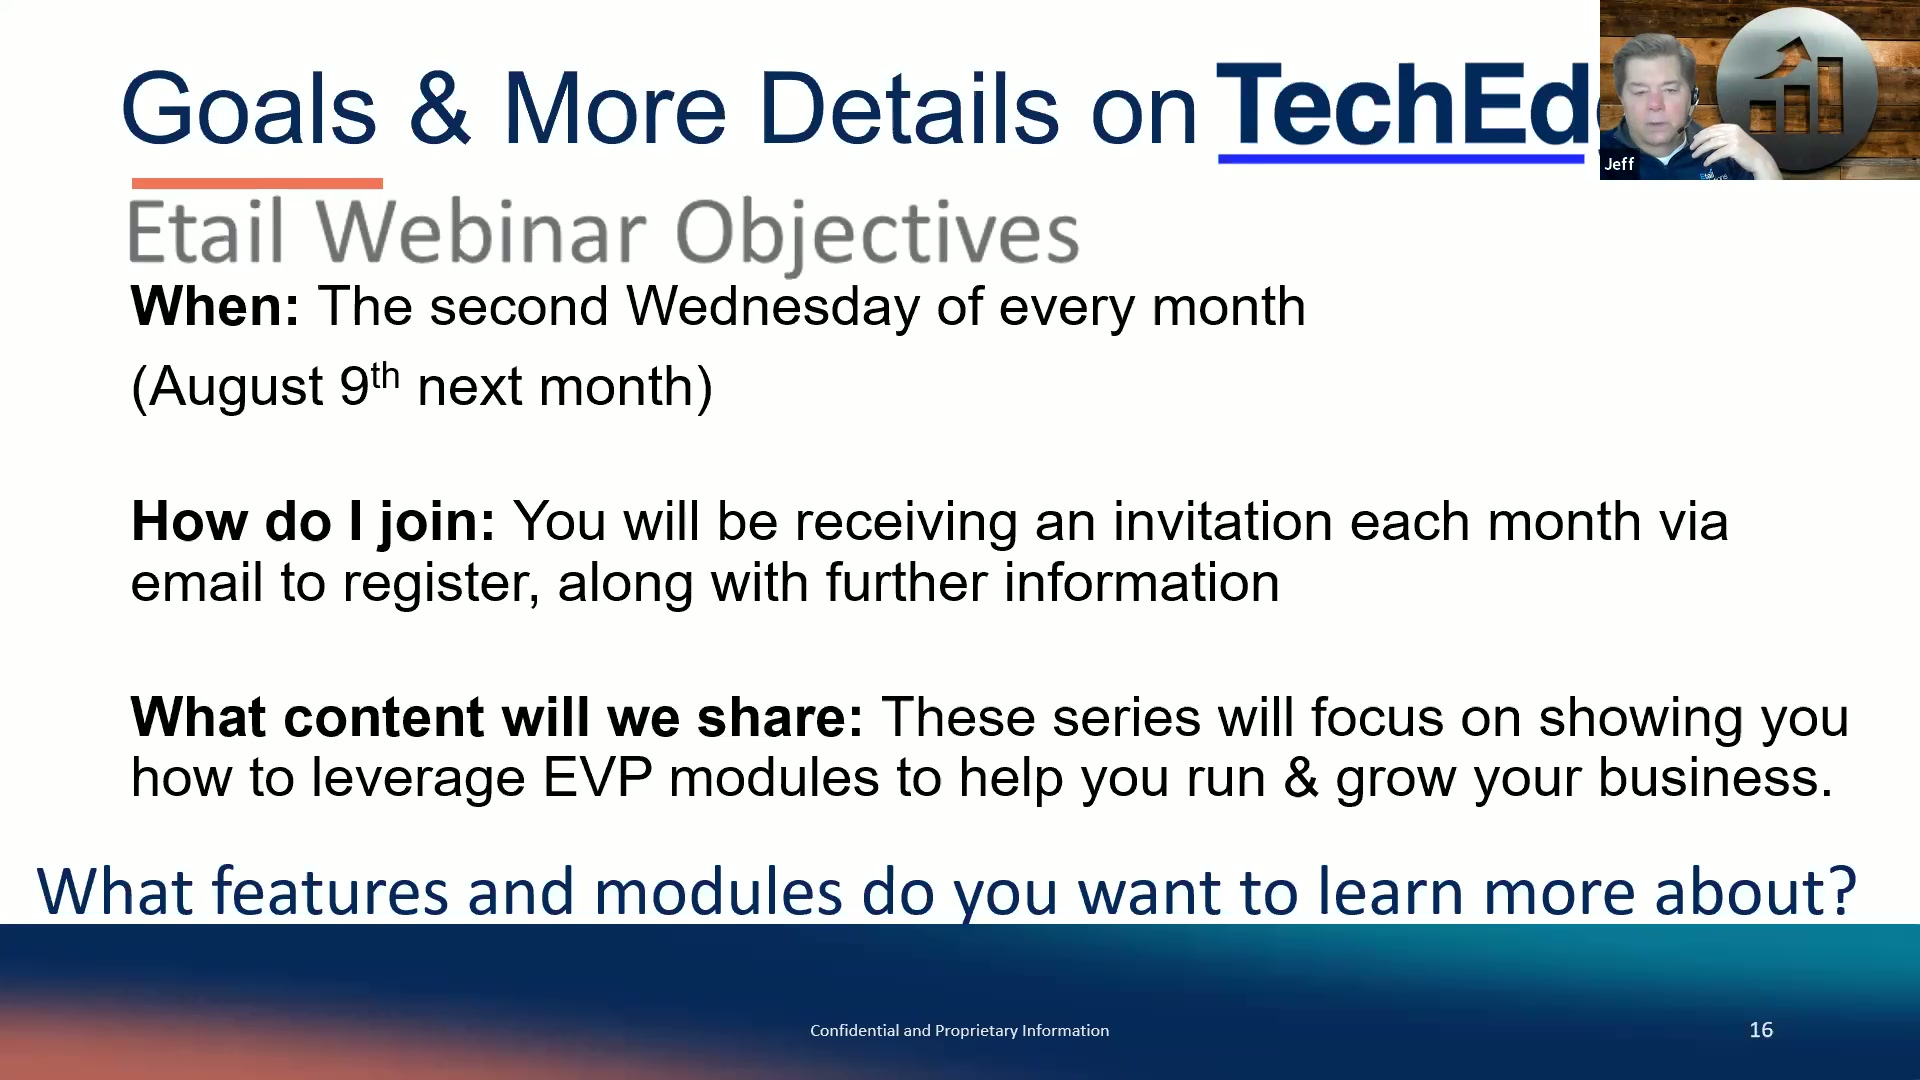 Goals & More Details on TechEd
Jeff
Etail Webinar Objectives
When: The second Wednesday of every month
(August 9th next month)
How do I join: You will be receiving an invitation each month via
email to register, along with further information
What content will we share: These series will focus on showing you
how to leverage EVP modules to help you run & grow your business.
What features and modules do you want to learn more about?
Confidential and Proprietary Information
16